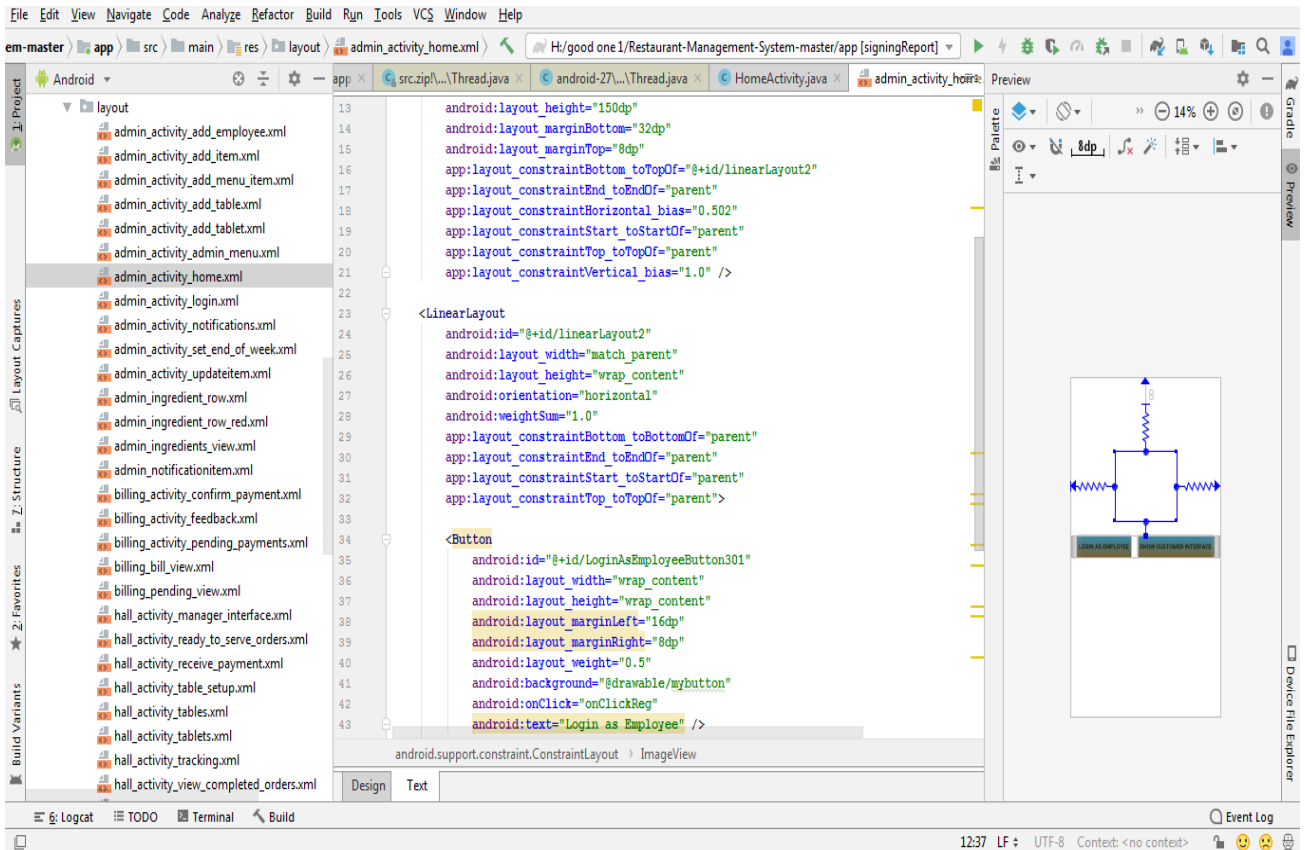 File Edit View Navigate Code Analyze Refactor Build Run Tools VCS Window Help
em-master app src main res layout admin_activity_home.xml H:/good one 1/Restaurant-Management-System-master/app [signingReport]
Android
app src.zip!\...\Thread.java android-27\...\Thread.java HomeActivity.java admin_activity_home
Preview
1: Project
Layout Captures
7: Structure
2: Favorites
Build Variants
layout
admin_activity_add_employee.xml
admin_activity_add_item.xml
admin_activity_add_menu_item.xml
admin_activity_add_table.xml
admin_activity_add_tablet.xml
admin_activity_admin_menu.xml
admin_activity_home.xml
admin_activity_login.xml
admin_activity_notifications.xml
admin_activity_set_end_of_week.xml
admin_activity_updateitem.xml
admin_ingredient_row.xml
admin_ingredient_row_red.xml
admin_ingredients_view.xml
admin_notificationitem.xml
billing_activity_confirm_payment.xml
billing_activity_feedback.xml
billing_activity_pending_payments.xml
billing_bill_view.xml
billing_pending_view.xml
hall_activity_manager_interface.xml
hall_activity_ready_to_serve_orders.xml
hall_activity_receive_payment.xml
hall_activity_table_setup.xml
hall_activity_tables.xml
hall_activity_tablets.xml
hall_activity_tracking.xml
hall_activity_view_completed_orders.xml
13 android:layout_height="150dp"
14 android:layout_marginBottom="32dp"
15 android:layout_marginTop="8dp"
16 app:layout_constraintBottom_toTopOf="@+id/linearLayout2"
17 app:layout_constraintEnd_toEndOf="parent"
18 app:layout_constraintHorizontal_bias="0.502"
19 app:layout_constraintStart_toStartOf="parent"
20 app:layout_constraintTop_toTopOf="parent"
21 app:layout_constraintVertical_bias="1.0" />
22
23 <LinearLayout
24 android:id="@+id/linearLayout2"
25 android:layout_width="match_parent"
26 android:layout_height="wrap_content"
27 android:orientation="horizontal"
28 android:weightSum="1.0"
29 app:layout_constraintBottom_toBottomOf="parent"
30 app:layout_constraintEnd_toEndOf="parent"
31 app:layout_constraintStart_toStartOf="parent"
32 app:layout_constraintTop_toTopOf="parent">
33
34 <Button
35 android:id="@+id/LoginAsEmployeeButton301"
36 android:layout_width="wrap_content"
37 android:layout_height="wrap_content"
38 android:layout_marginLeft="16dp"
39 android:layout_marginRight="8dp"
40 android:layout_weight="0.5"
41 android:background="@drawable/mybutton"
42 android:onClick="onClickReg"
43 android:text="Login as Employee" />
android.support.constraint.ConstraintLayout ImageView
Design Text
Palette
14%
8dp
8
LOGIN AS EMPLOYEE SHOW CUSTOMER INTERFACE
Gradle
Preview
Device File Explorer
6: Logcat TODO Terminal Build Event Log
12:37 LF UTF-8 Context: <no context>